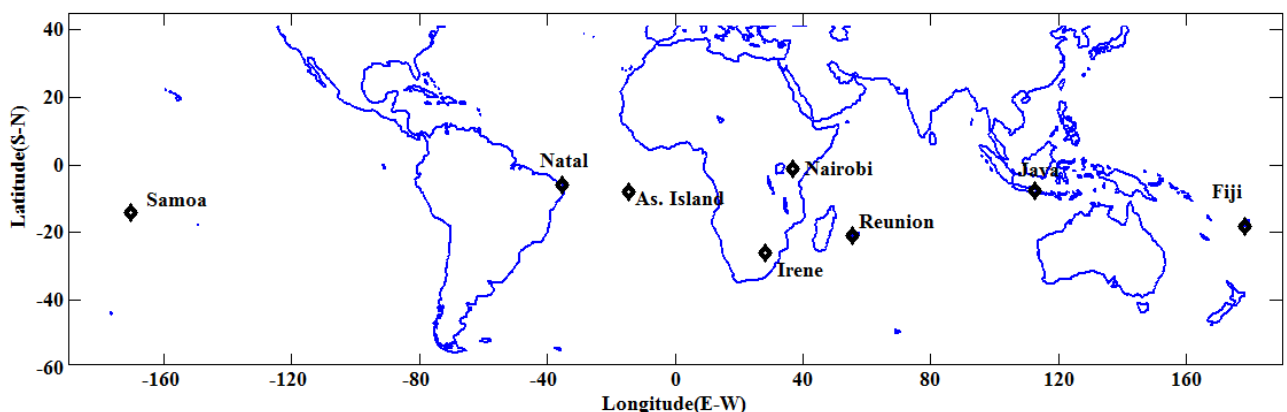 40
20
0
-20
-40
-60
Latitude(S-N)
Samoa
Natal
As. Island
Nairobi
Reunion
Irene
Java
Fiji
-160
-120
-80
-40
0
40
80
120
160
Longitude(E-W)